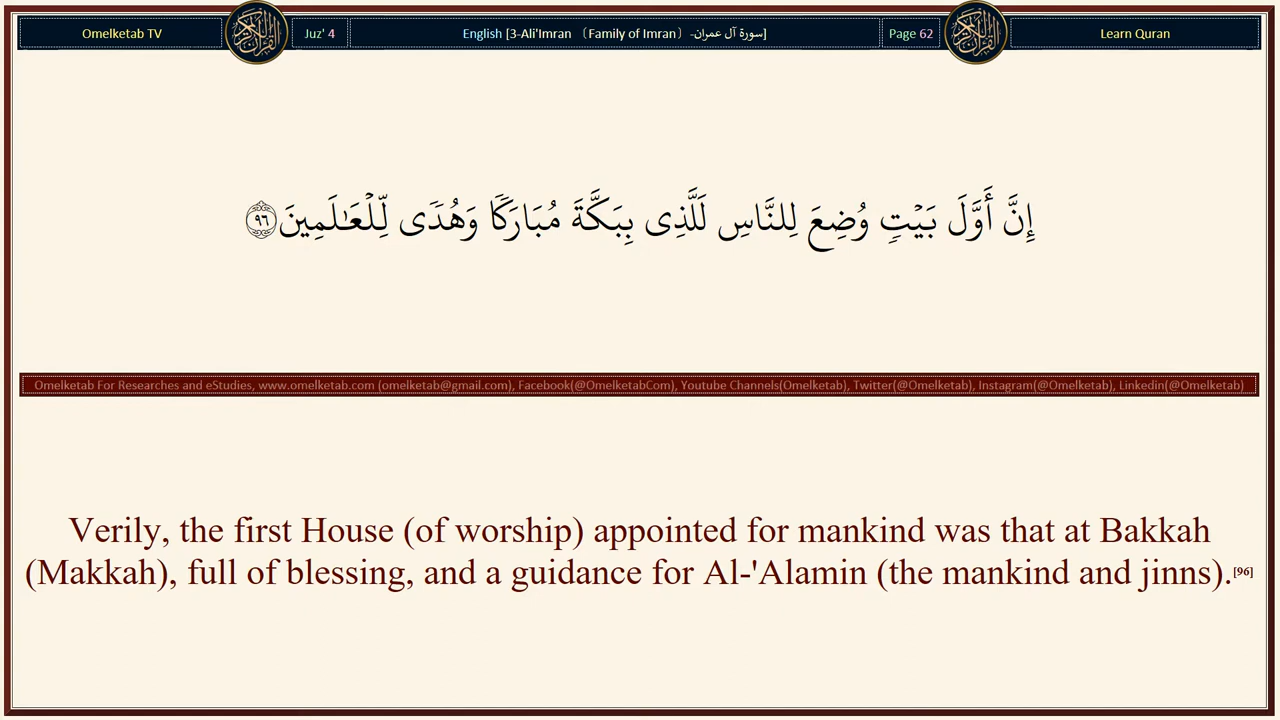 Omelketab TV
Juz' 4
English [3-Ali'Imran （Family of Imran）-سورة آل عمران]
Page 62
Learn Quran
إِنَّ أَوَّلَ بَيْتٍ وُضِعَ لِلنَّاسِ لَلَّذِى بِبَكَّةَ مُبَارَكًا وَهُدًى لِّلْعَـٰلَمِينَ ٩٦
Omelketab For Researches and eStudies, www.omelketab.com (omelketab@gmail.com), Facebook(@OmelketabCom), Youtube Channels(Omelketab), Twitter(@Omelketab), Instagram(@Omelketab), Linkedin(@Omelketab)
Verily, the first House (of worship) appointed for mankind was that at Bakkah
(Makkah), full of blessing, and a guidance for Al-'Alamin (the mankind and jinns).[96]